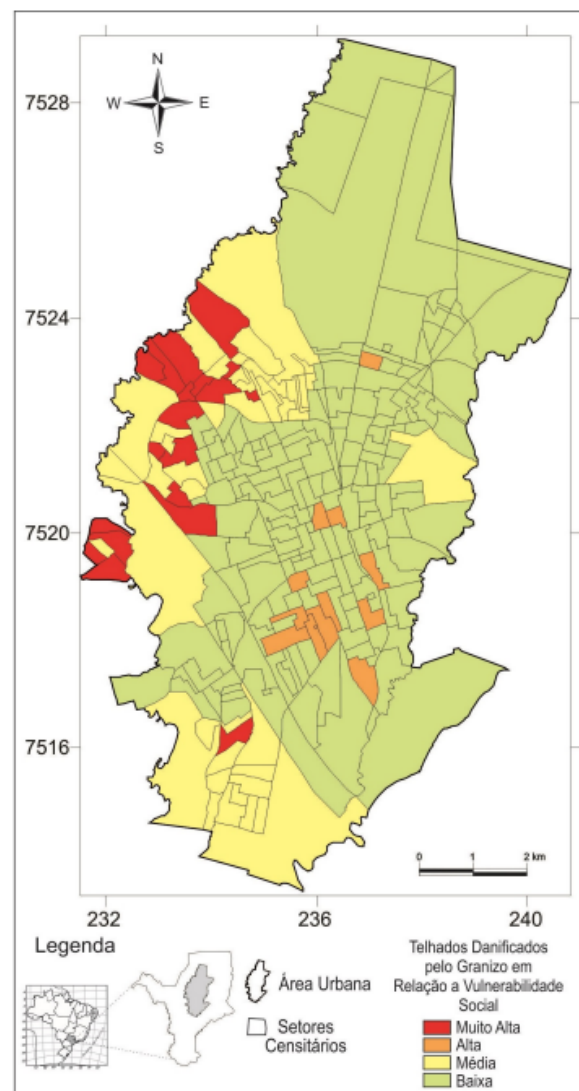 N
W E
S
7528
7524
7520
7516
0 1 2 km
232 236 240
Legenda
Área Urbana
Setores
Censitários
Telhados Danificados
pelo Granizo em
Relação a Vulnerabilidade
Social
Muito Alta
Alta
Média
Baixa